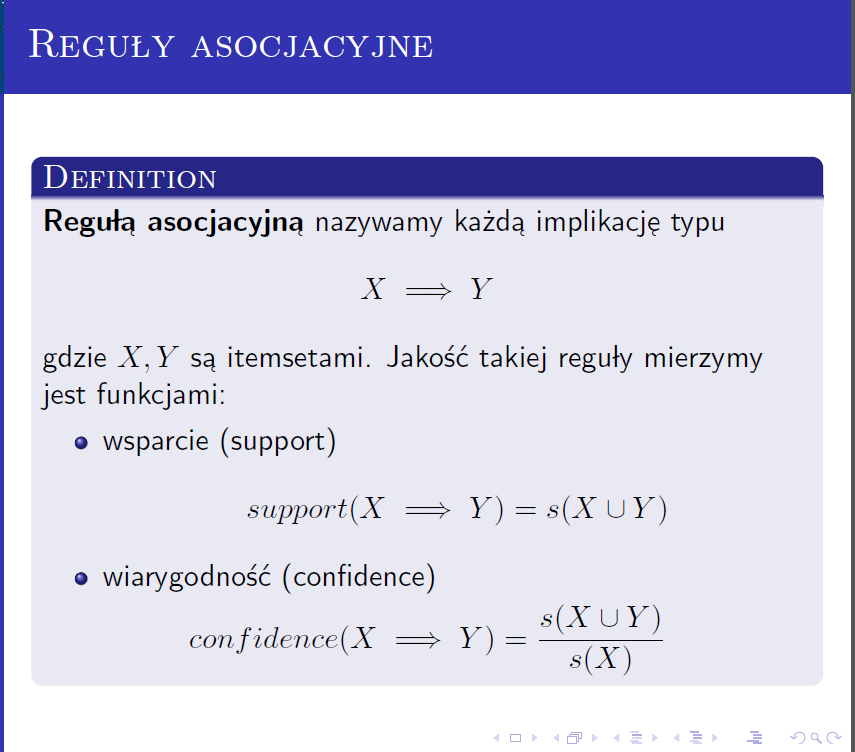 Reguły asocjacyjne
Definition
Regułą asocjacyjną nazywamy każdą implikację typu
X ⟹ Y
gdzie X, Y są itemsetami. Jakość takiej reguły mierzymy
jest funkcjami:
wsparcie (support)
support(X ⟹ Y) = s(X ∪ Y)
wiarygodność (confidence)
confidence(X ⟹ Y) = s(X ∪ Y) / s(X)